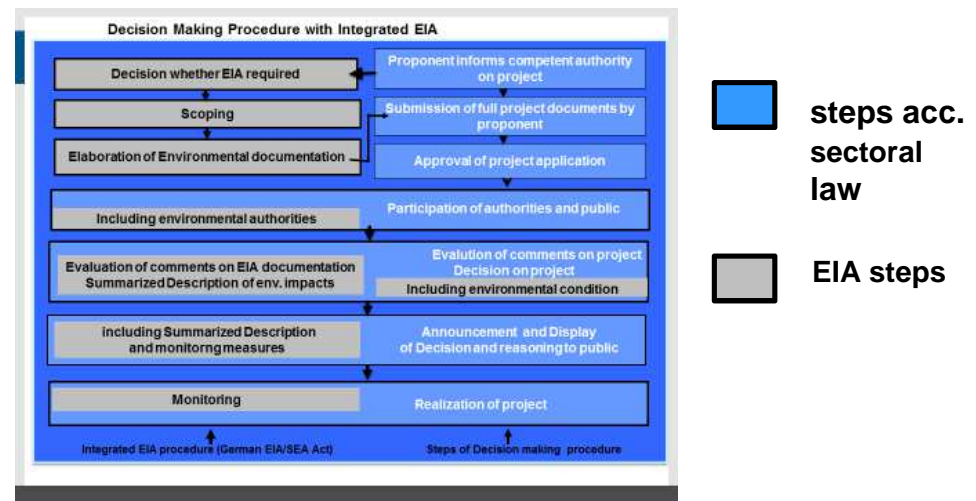 Decision Making Procedure with Integrated EIA
Decision whether EIA required
Proponent informs competent authority
on project
Scoping
Submission of full project documents by
proponent
Elaboration of Environmental documentation
Approval of project application
Participation of authorities and public
Including environmental authorities
Evalution of comments on project
Decision on project
Evaluation of comments on EIA documentation
Summarized Description of env. impacts
Including environmental condition
including Summarized Description
and monitorng measures
Announcement and Display
of Decision and reasoning to public
Monitoring
Realization of project
Integrated EIA procedure (German EIA/SEA Act)
Steps of Decision making procedure
steps acc.
sectoral
law
EIA steps